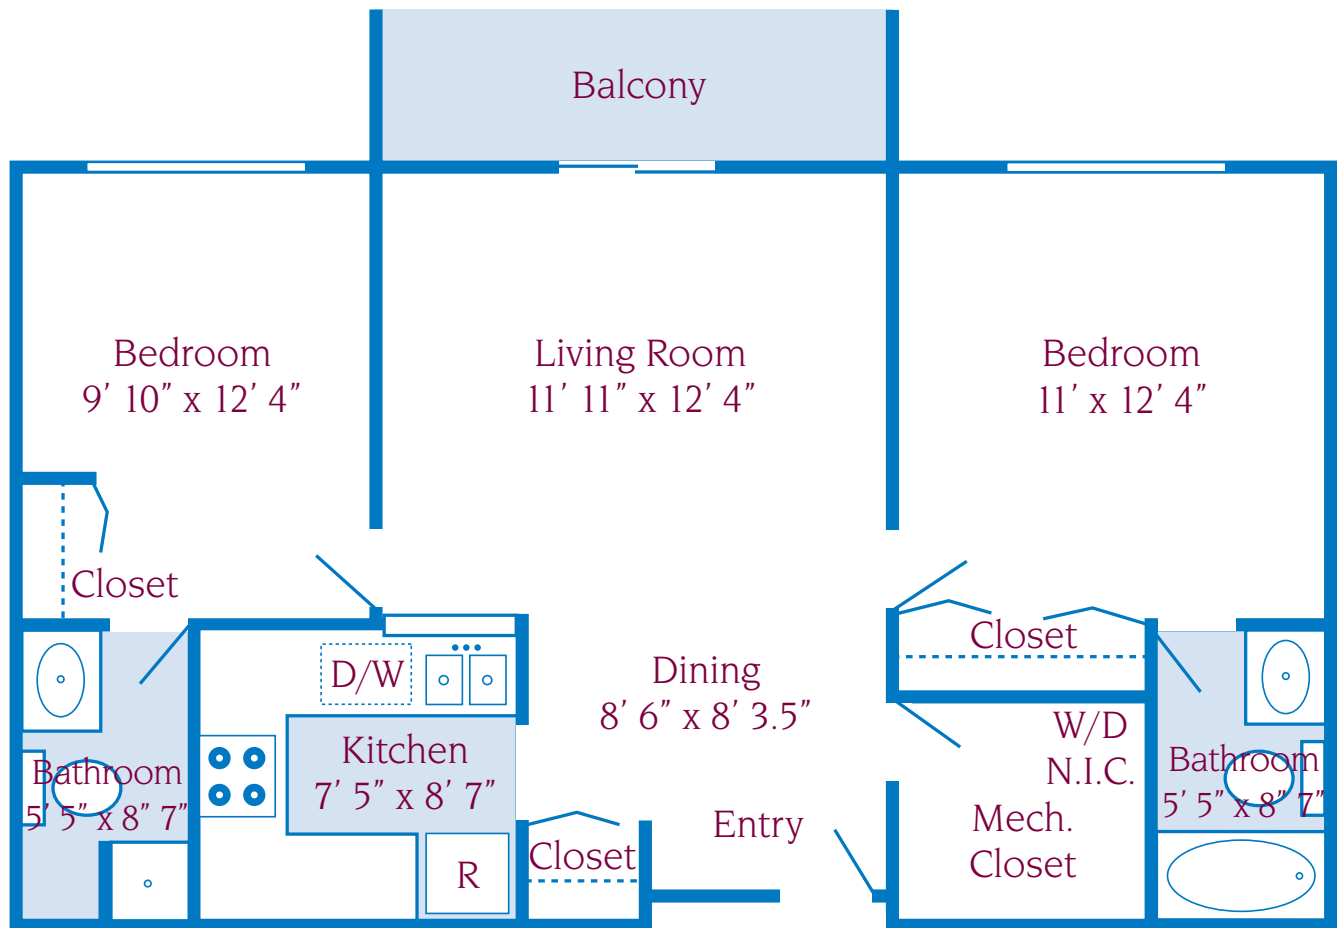 Balcony
Bedroom
9’ 10” x 12’ 4”
Living Room
11’ 11” x 12’ 4”
Bedroom
11’ x 12’ 4”
Closet
D/W
Kitchen
7’ 5” x 8’ 7”
Bathroom
5’ 5” x 8” 7”
R
Closet
Dining
8’ 6” x 8’ 3.5”
Entry
Closet
W/D
N.I.C.
Mech.
Closet
Bathroom
5’ 5” x 8” 7”